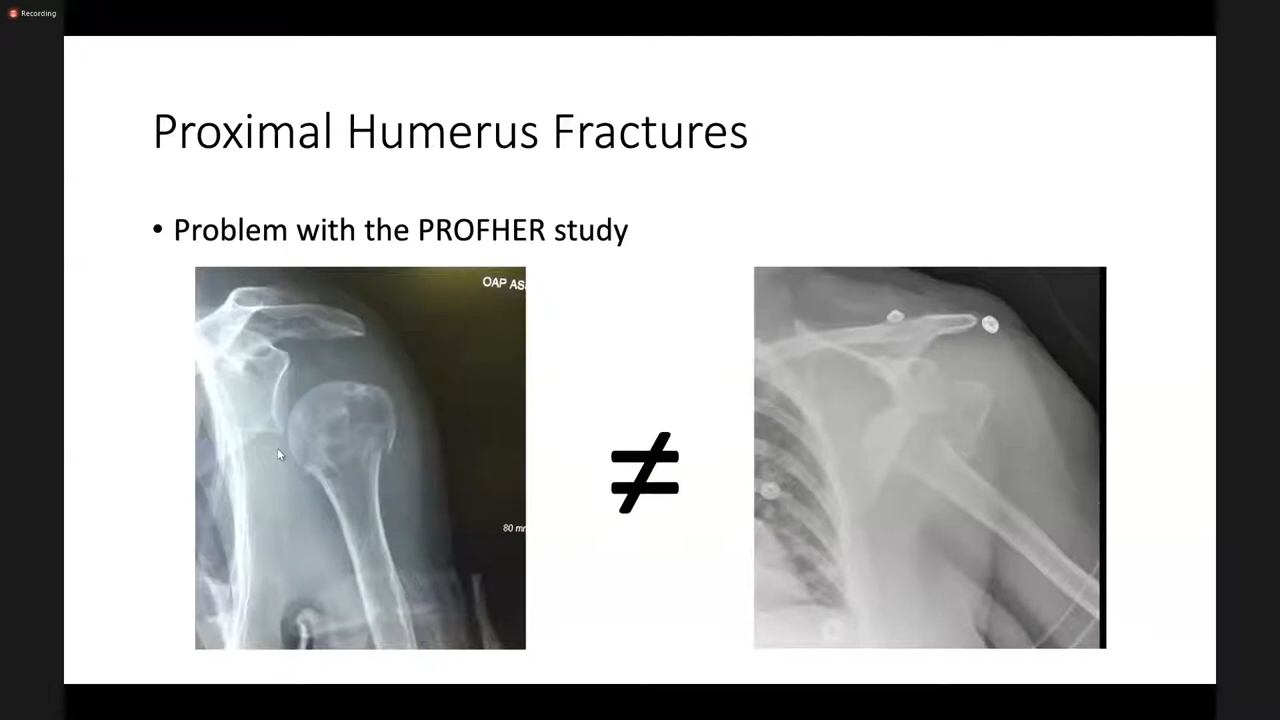 Recording
Proximal Humerus Fractures
• Problem with the PROFHER study
OAP AS
≠
80 mm